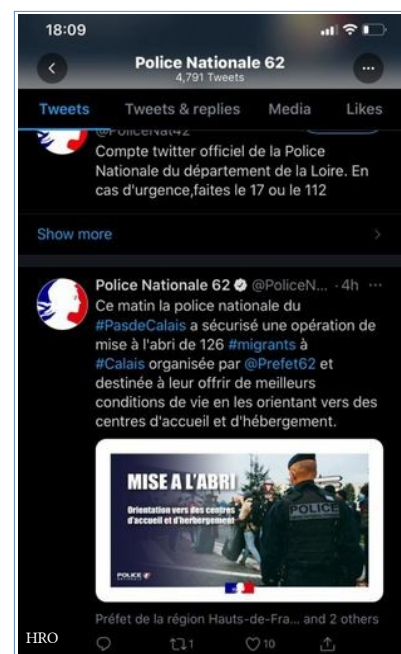 18:09
Police Nationale 62
4,791 Tweets
Tweets Tweets & replies Media Likes
@PoliceNat42
Compte twitter officiel de la Police
Nationale du département de la Loire. En
cas d'urgence,faites le 17 ou le 112
Show more
Police Nationale 62 @PoliceN... · 4h
Ce matin la police nationale du
#PasdeCalais a sécurisé une opération de
mise à l'abri de 126 #migrants à
#Calais organisée par @Prefet62 et
destinée à leur offrir de meilleurs
conditions de vie en les orientant vers des
centres d'accueil et d'hébergement.
MISE A L'ABRI
Orientation vers des centres
d'accueil et d'herbergement
POLICE
POLICE
NATIONALE
Préfet de la région Hauts-de-Fra... and 2 others
HRO
1 10